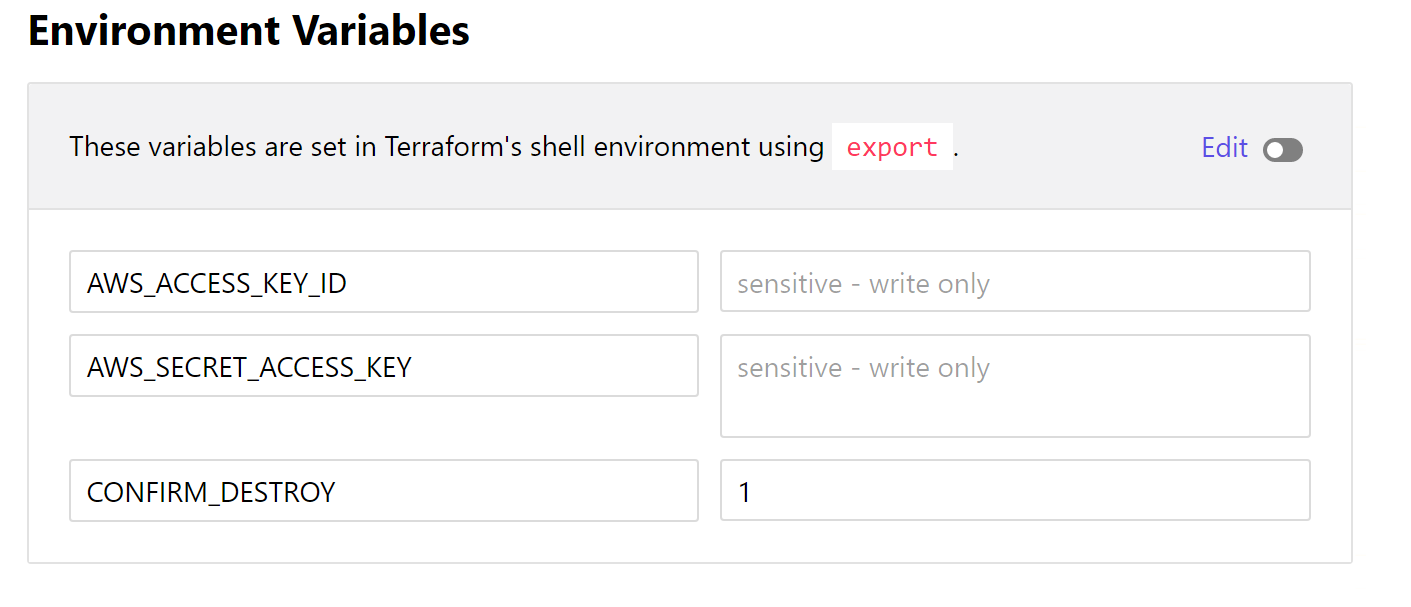 Environment Variables
These variables are set in Terraform's shell environment using export.
Edit
AWS_ACCESS_KEY_ID
sensitive - write only
AWS_SECRET_ACCESS_KEY
sensitive - write only
CONFIRM_DESTROY
1